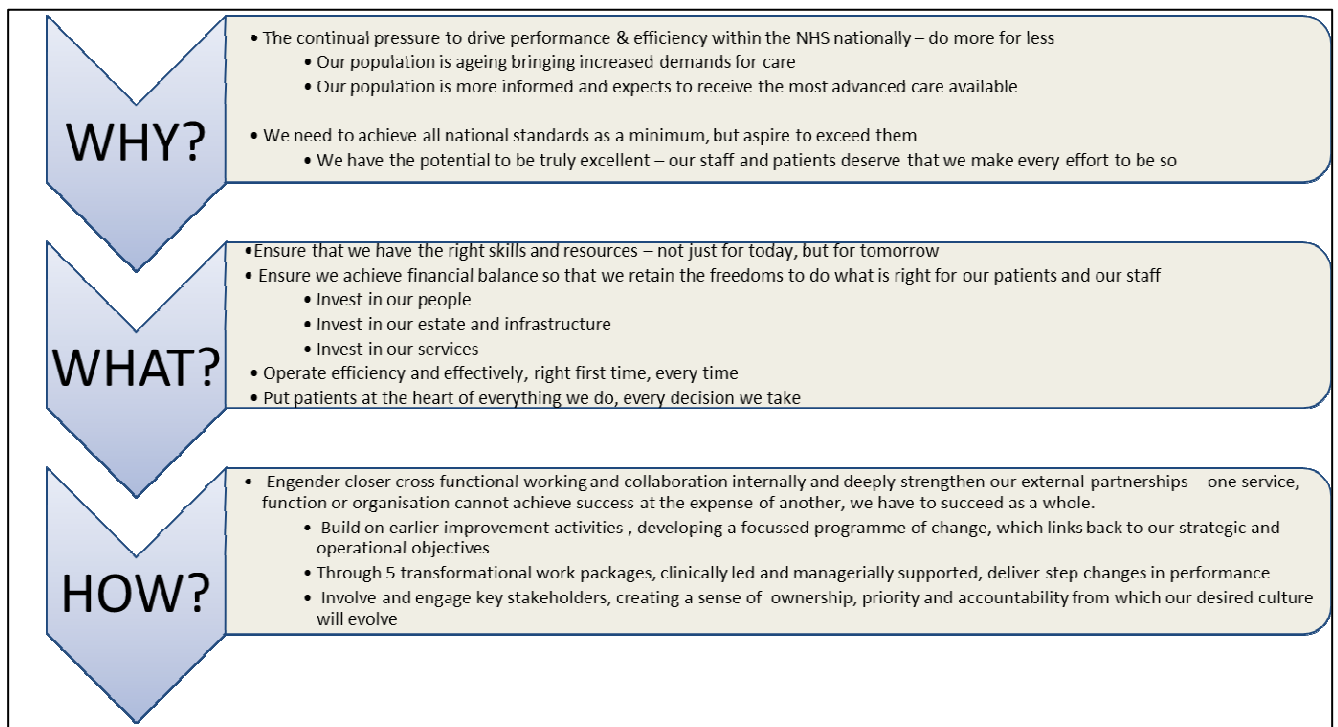 WHY?
• The continual pressure to drive performance & efficiency within the NHS nationally – do more for less
• Our population is ageing bringing increased demands for care
• Our population is more informed and expects to receive the most advanced care available
• We need to achieve all national standards as a minimum, but aspire to exceed them
• We have the potential to be truly excellent – our staff and patients deserve that we make every effort to be so
WHAT?
• Ensure that we have the right skills and resources – not just for today, but for tomorrow
• Ensure we achieve financial balance so that we retain the freedoms to do what is right for our patients and our staff
• Invest in our people
• Invest in our estate and infrastructure
• Invest in our services
• Operate efficiency and effectively, right first time, every time
• Put patients at the heart of everything we do, every decision we take
HOW?
• Engender closer cross functional working and collaboration internally and deeply strengthen our external partnerships one service,
function or organisation cannot achieve success at the expense of another, we have to succeed as a whole.
• Build on earlier improvement activities , developing a focussed programme of change, which links back to our strategic and
operational objectives
• Through 5 transformational work packages, clinically led and managerially supported, deliver step changes in performance
• Involve and engage key stakeholders, creating a sense of ownership, priority and accountability from which our desired culture
will evolve